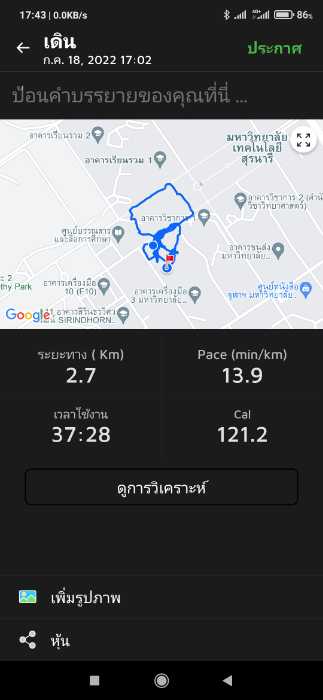 17:43 | 0.0KB/s
86%
เดิน
ก.ค. 18, 2022 17:02
ประกาศ
ป้อนคำบรรยายของคุณที่นี่ ...
อาคารเรียนรวม 2
มหาวิทยาลัย
เทคโนโลยี
สุรนารี
อาคารเรียนรวม 1
อาคารวิชาการ 2 (สำนั
วิชาวิทยาศาสตร์)
อาคารวิชาการ
ศูนย์บรรณสาร
และสื่อการศึกษา
อาคารขนส่ง
มหาวิทยาลัย...
ะ 2
thy Park
อาคารเครื่องมือ
10 (F10)
อาคารเครื่องมือ
3 มหาวิทยาลัย...
ศูนย์หนังสือ
จุฬาฯ มหาวิทยาลัย...
Google
อาคารสิรินธรวิศว
SIRINDHORN...
ระยะทาง ( Km)
Pace (min/km)
2.7
13.9
เวลาใช้งาน
Cal
37:28
121.2
ดูการวิเคราะห์
เพิ่มรูปภาพ
หุ้น